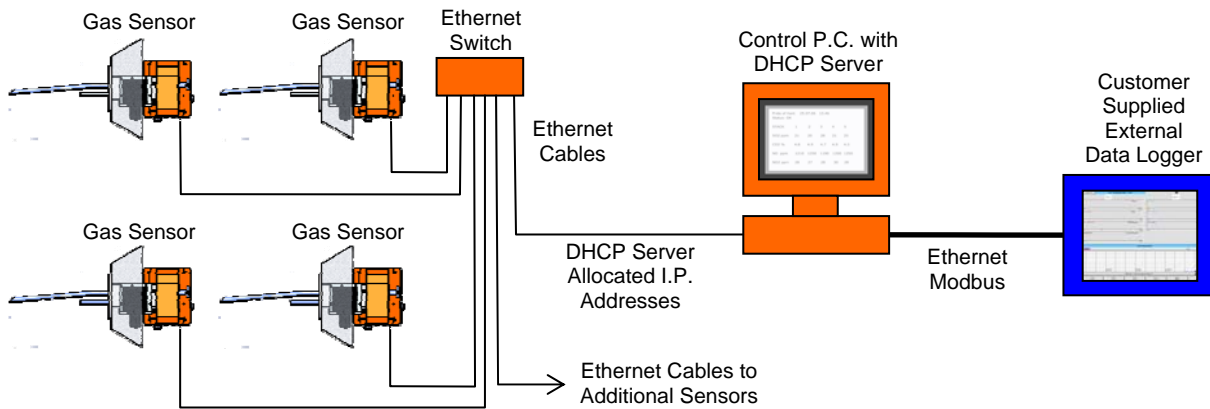 Gas Sensor
Gas Sensor
Ethernet
Switch
Control P.C. with
DHCP Server
Customer
Supplied
External
Data Logger
Ethernet
Cables
Gas Sensor
Gas Sensor
DHCP Server
Allocated I.P.
Addresses
Ethernet
Modbus
Ethernet Cables to
Additional Sensors